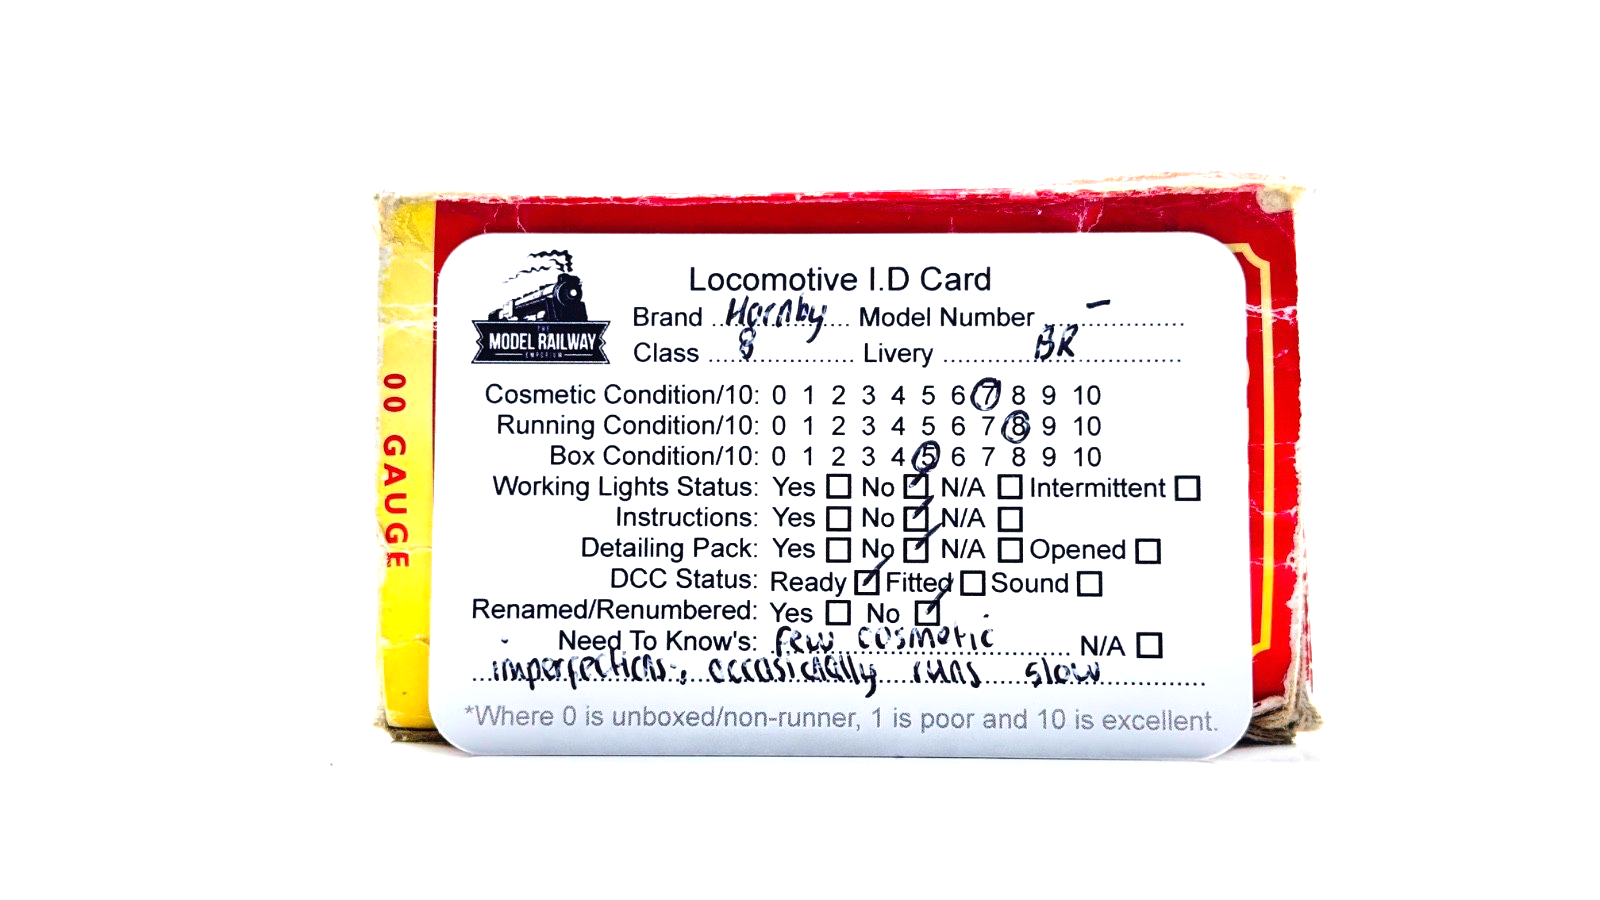 OO GAUGE
THE
MODEL RAILWAY
EMPORIUM
Locomotive I.D Card
Brand ..Hornby.... Model Number ..–...............
Class ....8............... Livery ..............BR...............
Cosmetic Condition/10: 0 1 2 3 4 5 6 7 8 9 10
Running Condition/10: 0 1 2 3 4 5 6 7 8 9 10
Box Condition/10: 0 1 2 3 4 5 6 7 8 9 10
Working Lights Status: Yes ☐ No ☑ N/A ☐ Intermittent ☐
Instructions: Yes ☐ No ☑ N/A ☐
Detailing Pack: Yes ☐ No ☑ N/A ☐ Opened ☐
DCC Status: Ready ☑ Fitted ☐ Sound ☐
Renamed/Renumbered: Yes ☐ No ☑
Need To Know's: few cosmetic N/A ☐
imperfections, occasionally runs slow
*Where 0 is unboxed/non-runner, 1 is poor and 10 is excellent.